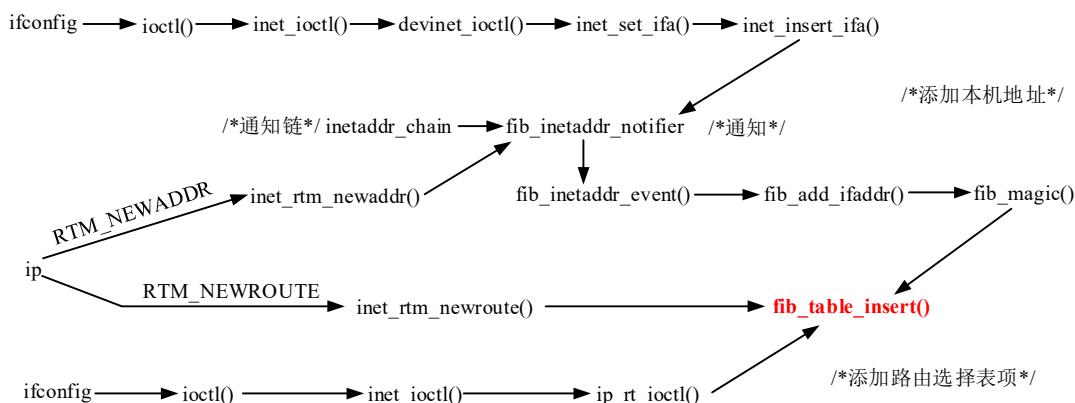 ifconfig ioctl() inet_ioctl() devinet_ioctl() inet_set_ifa() inet_insert_ifa()
/*添加本机地址*/
/*通知链*/ inetaddr_chain fib_inetaddr_notifier /*通知*/
RTM_NEWADDR inet_rtm_newaddr() fib_inetaddr_event() fib_add_ifaddr() fib_magic()
ip
RTM_NEWROUTE inet_rtm_newroute() fib_table_insert()
/*添加路由选择表项*/
ifconfig ioctl() inet_ioctl() ip_rt_ioctl()